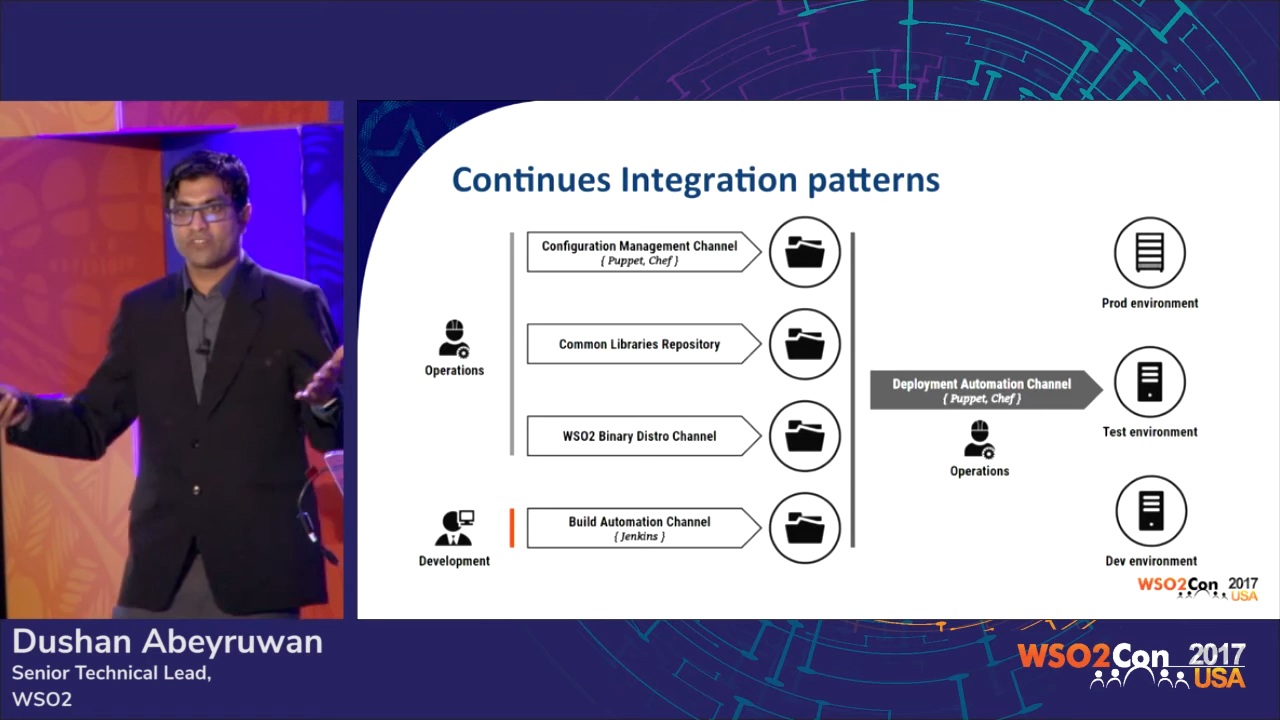 Continues Integration patterns
Configuration Management Channel
{ Puppet, Chef }
Common Libraries Repository
WSO2 Binary Distro Channel
Build Automation Channel
{ Jenkins }
Operations
Development
Deployment Automation Channel
{ Puppet, Chef }
Operations
Prod environment
Test environment
Dev environment
WSO2Con 2017
USA
Dushan Abeyruwan
Senior Technical Lead,
WSO2
WSO2Con 2017
USA